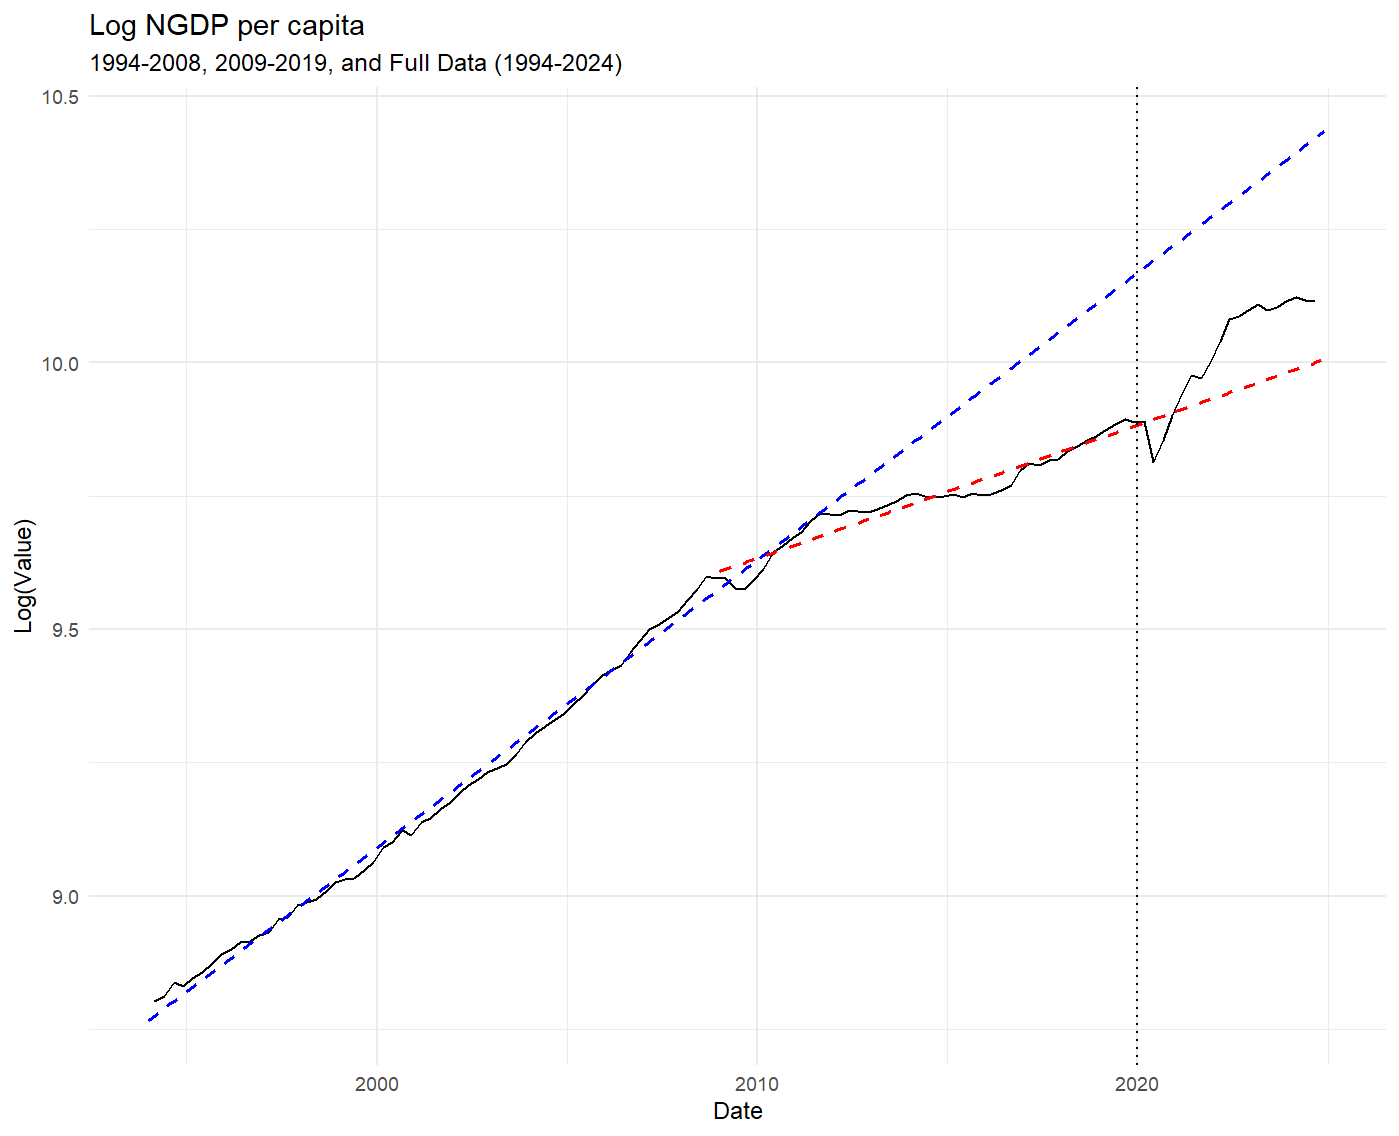 Log NGDP per capita
1994-2008, 2009-2019, and Full Data (1994-2024)
10.5
10.0
9.5
9.0
Log(Value)
2000
2010
2020
Date